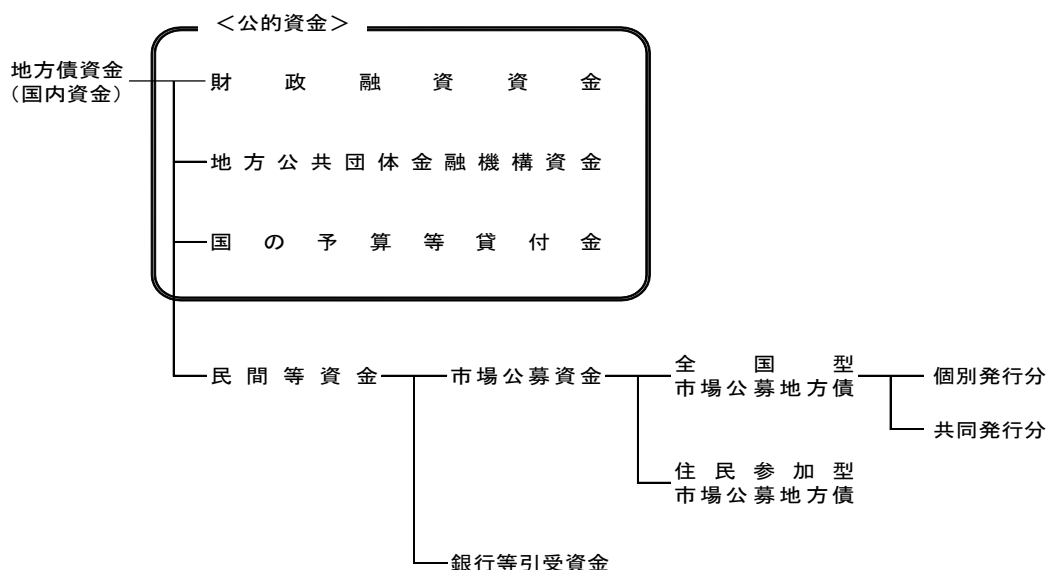 <公的資金>
地方債資金
(国内資金)
財政融資資金
地方公共団体金融機構資金
国の予算等貸付金
民間等資金
市場公募資金
全国型
市場公募地方債
個別発行分
共同発行分
住民参加型
市場公募地方債
銀行等引受資金